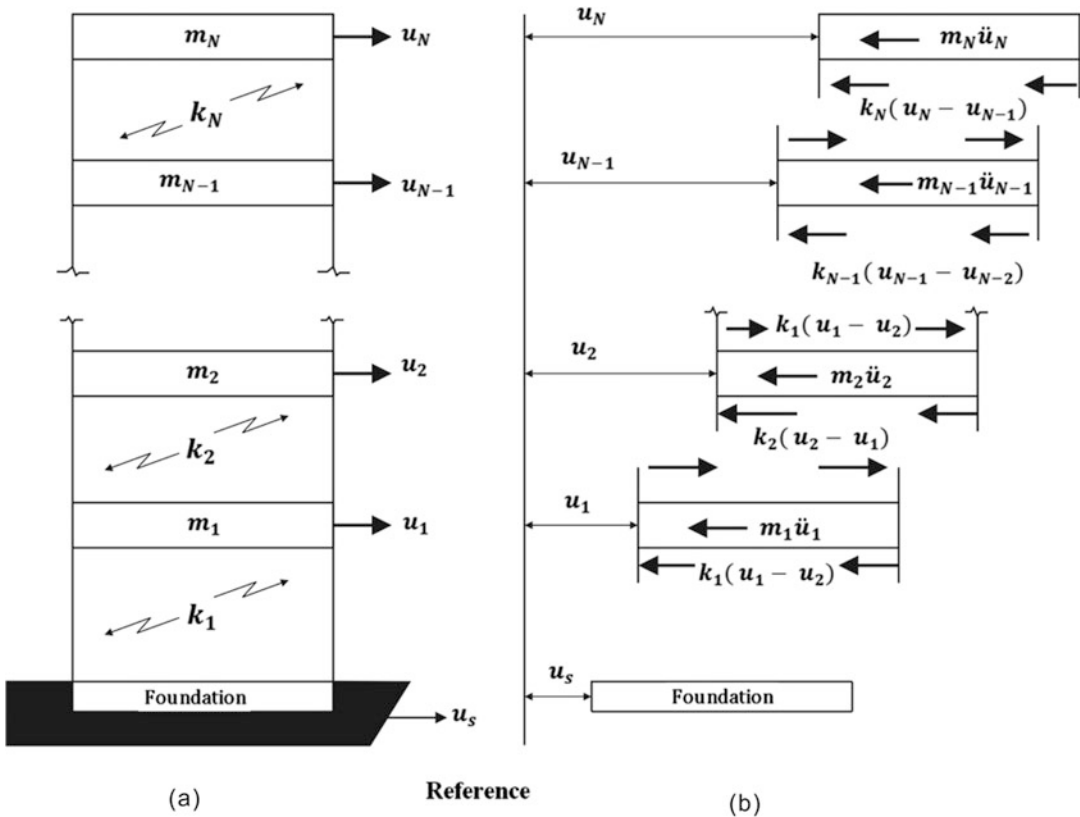 m_N
u_N
k_N
m_{N-1}
u_{N-1}
m_2
u_2
k_2
m_1
u_1
k_1
Foundation
u_s
(a)
Reference
u_N
m_N ü_N
k_N( u_N − u_{N-1})
u_{N-1}
m_{N-1}ü_{N-1}
k_{N-1}( u_{N-1} − u_{N-2})
k_1( u_1 − u_2)
u_2
m_2 ü_2
k_2( u_2 − u_1)
u_1
m_1 ü_1
k_1( u_1 − u_2)
u_s
Foundation
(b)